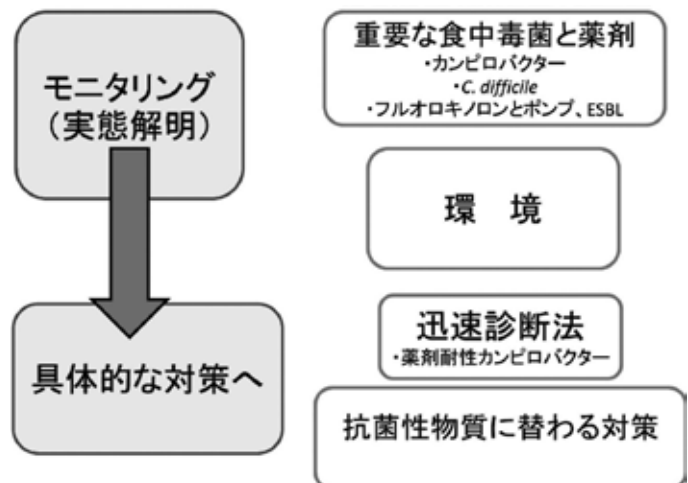 モニタリング
（実態解明）
具体的な対策へ
重要な食中毒菌と薬剤
・カンピロバクター
・C. difficile
・フルオロキノロンとポンプ、ESBL
環　境
迅速診断法
・薬剤耐性カンピロバクター
抗菌性物質に替わる対策